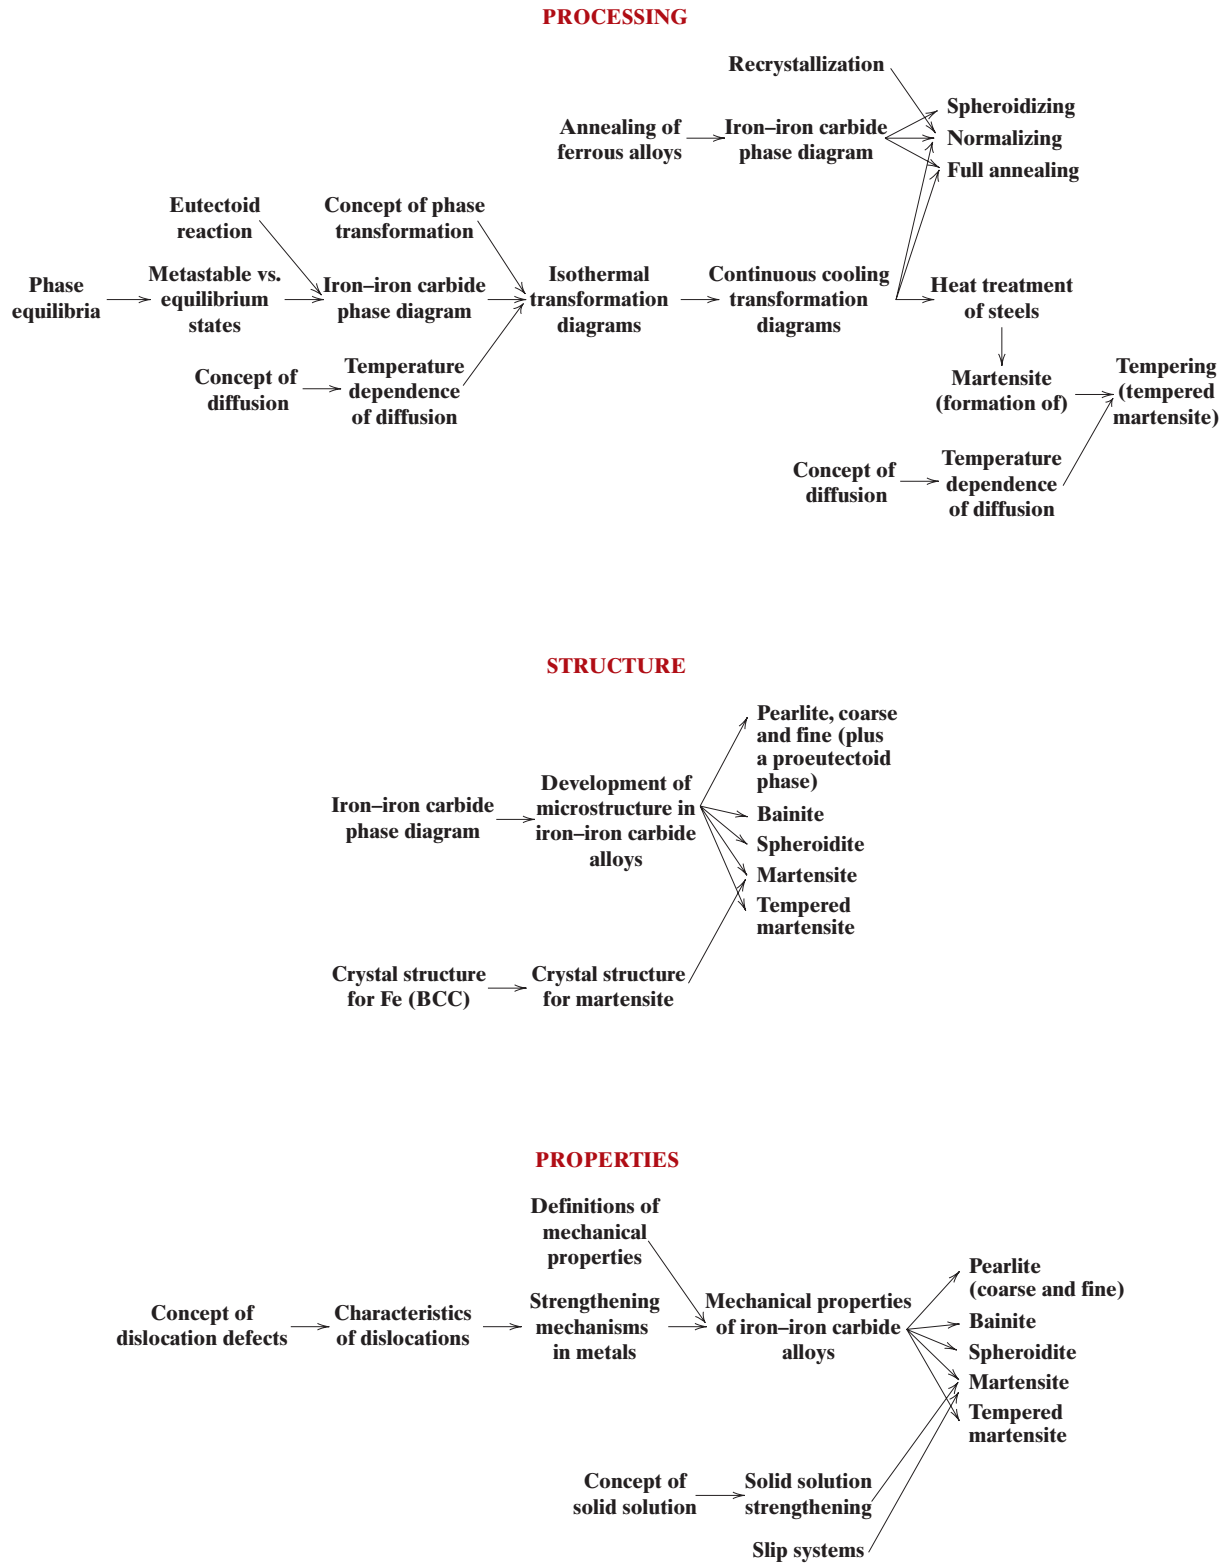 PROCESSING
Recrystallization
Annealing of
ferrous alloys
Iron–iron carbide
phase diagram
Spheroidizing
Normalizing
Full annealing
Eutectoid
reaction
Concept of phase
transformation
Phase
equilibria
Metastable vs.
equilibrium
states
Iron–iron carbide
phase diagram
Isothermal
transformation
diagrams
Continuous cooling
transformation
diagrams
Heat treatment
of steels
Concept of
diffusion
Temperature
dependence
of diffusion
Martensite
(formation of)
Tempering
(tempered
martensite)
Concept of
diffusion
Temperature
dependence
of diffusion
STRUCTURE
Iron–iron carbide
phase diagram
Development of
microstructure in
iron–iron carbide
alloys
Pearlite, coarse
and fine (plus
a proeutectoid
phase)
Bainite
Spheroidite
Martensite
Tempered
martensite
Crystal structure
for Fe (BCC)
Crystal structure
for martensite
PROPERTIES
Definitions of
mechanical
properties
Concept of
dislocation defects
Characteristics
of dislocations
Strengthening
mechanisms
in metals
Mechanical properties
of iron–iron carbide
alloys
Pearlite
(coarse and fine)
Bainite
Spheroidite
Martensite
Tempered
martensite
Concept of
solid solution
Solid solution
strengthening
Slip systems